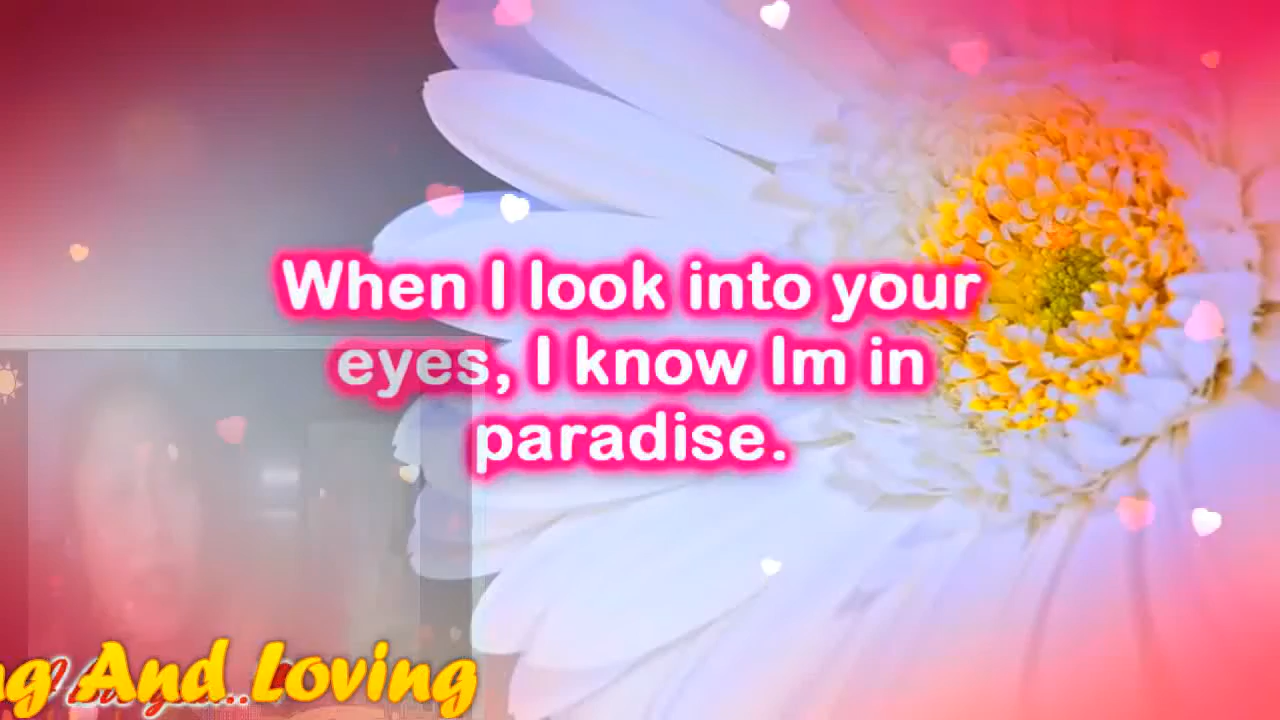 When I look into your
eyes, I know Im in
paradise.
And Loving